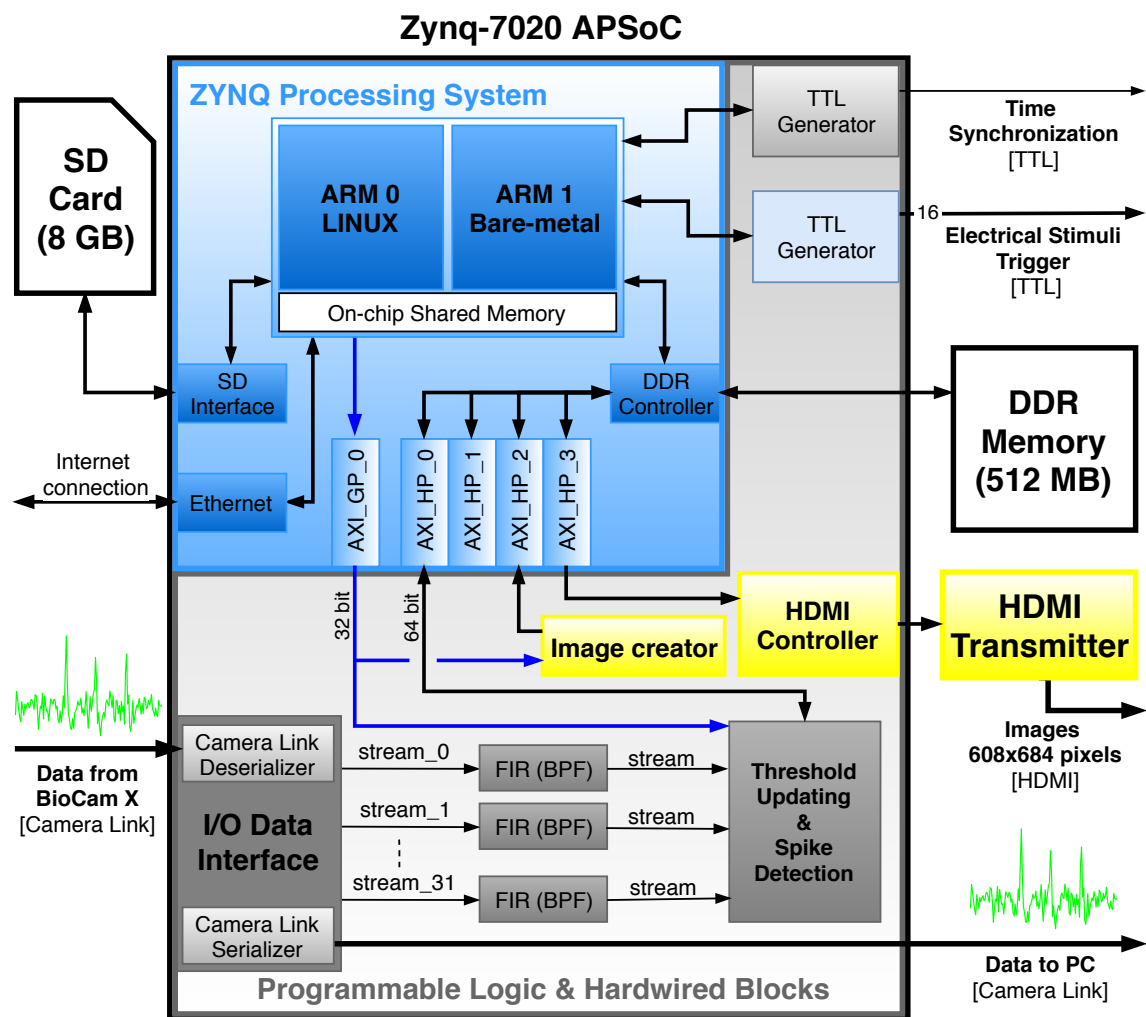 Zynq-7020 APSoC
ZYNQ Processing System
SD
Card
(8 GB)
ARM 0
LINUX
ARM 1
Bare-metal
On-chip Shared Memory
TTL
Generator
Time
Synchronization
[TTL]
TTL
Generator
16
Electrical Stimuli
Trigger
[TTL]
SD
Interface
DDR
Controller
DDR
Memory
(512 MB)
Internet
connection
Ethernet
AXI_GP_0
AXI_HP_0
AXI_HP_1
AXI_HP_2
AXI_HP_3
32 bit
64 bit
Image creator
HDMI
Controller
HDMI
Transmitter
Images
608x684 pixels
[HDMI]
Data from
BioCam X
[Camera Link]
Camera Link
Deserializer
I/O Data
Interface
Camera Link
Serializer
stream_0
FIR (BPF)
stream
stream_1
FIR (BPF)
stream
stream_31
FIR (BPF)
stream
Threshold
Updating
&
Spike
Detection
Data to PC
[Camera Link]
Programmable Logic & Hardwired Blocks